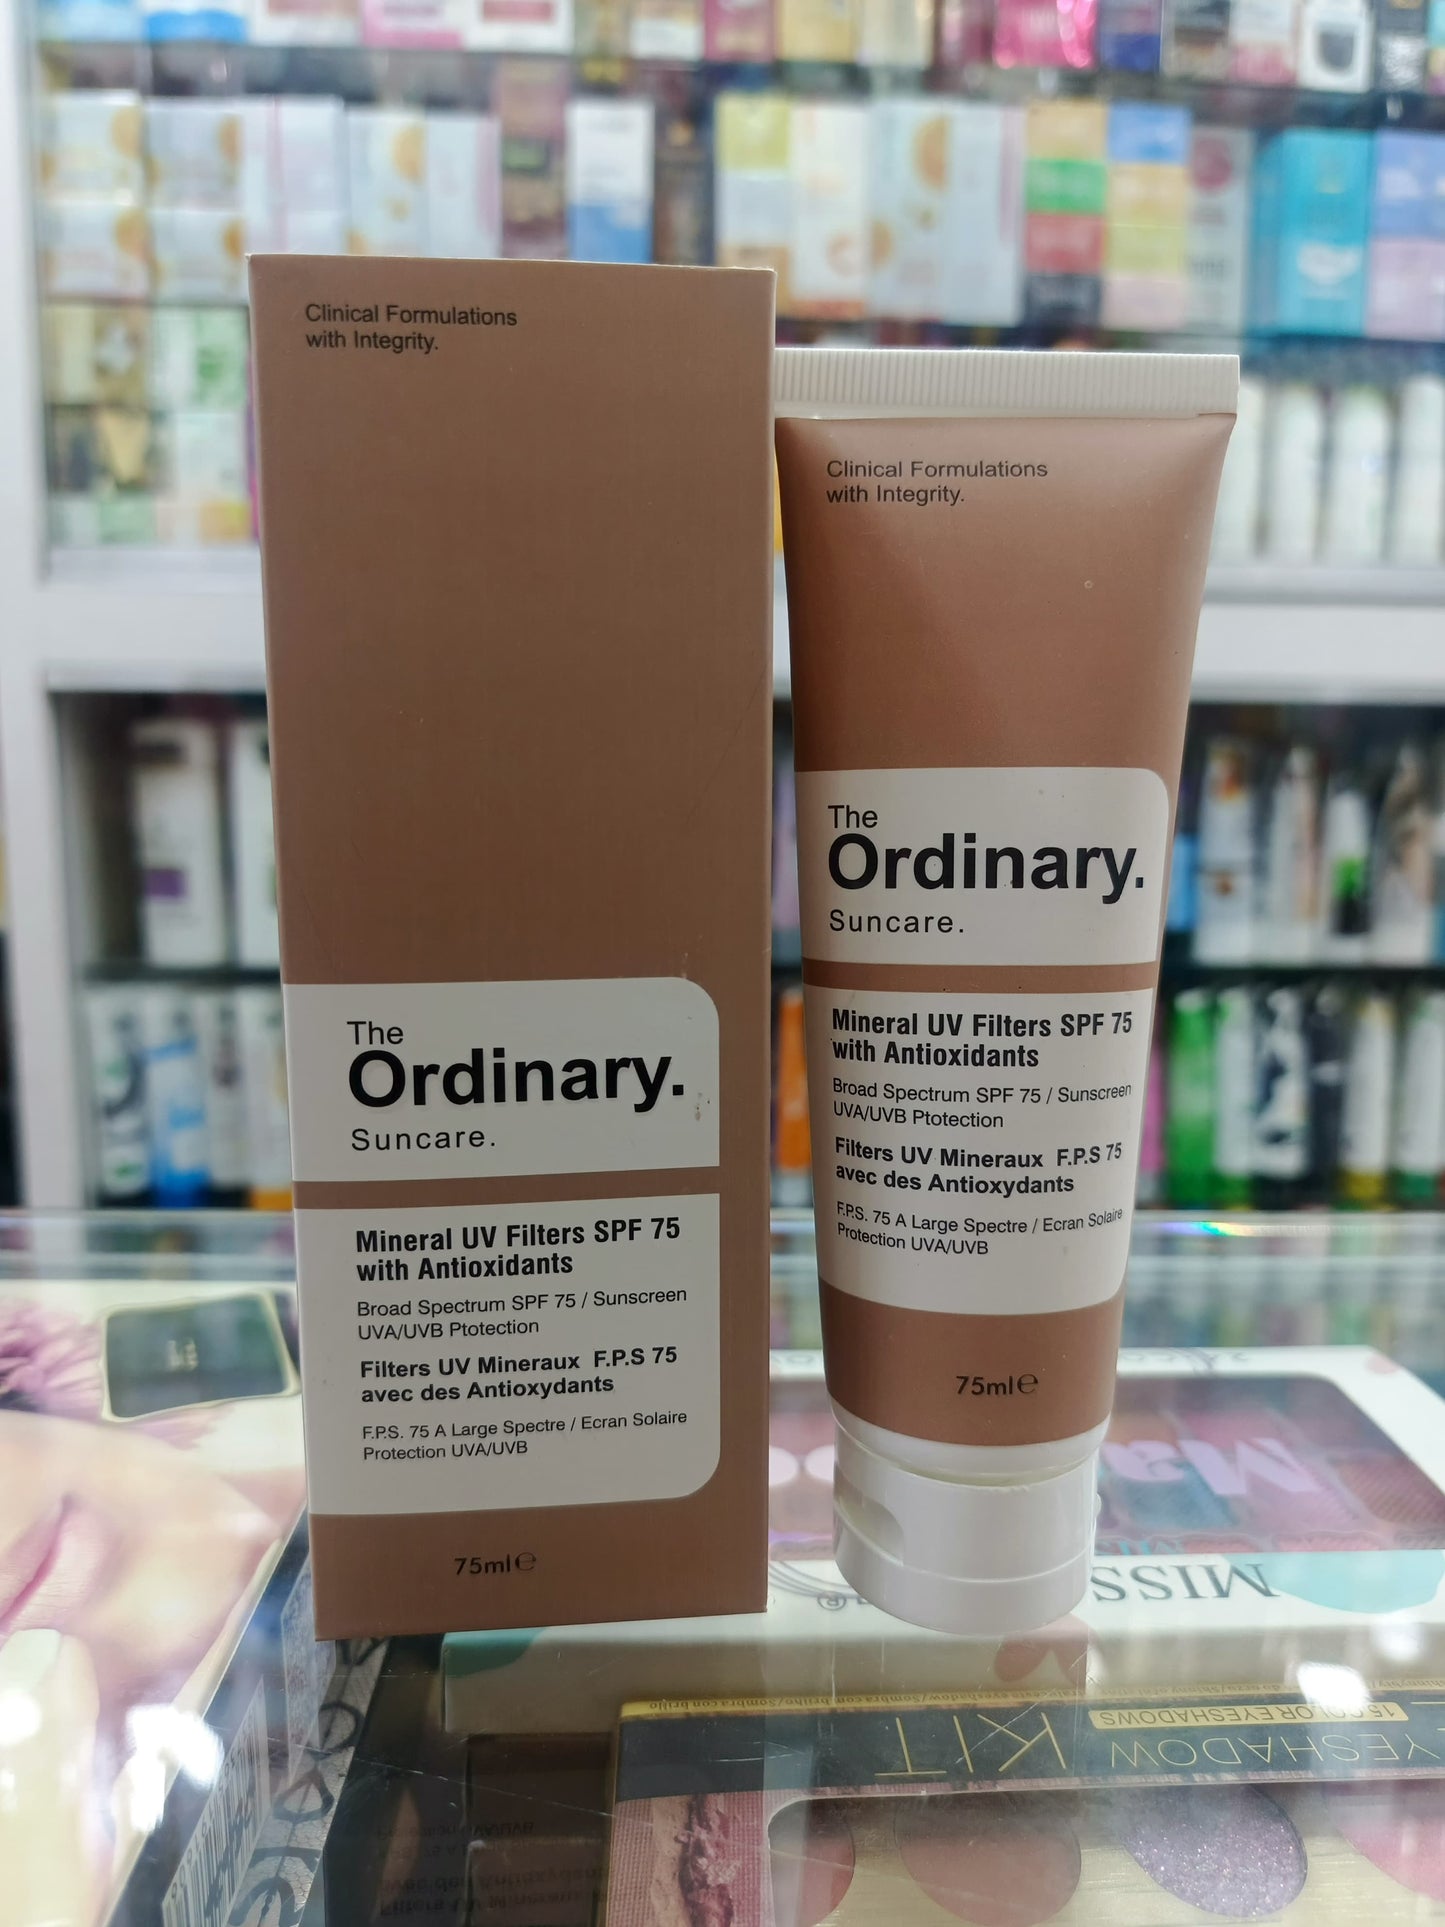 Clinical Formulations
with Integrity.
The
Ordinary.
Suncare.
Mineral UV Filters SPF 75
with Antioxidants
Broad Spectrum SPF 75 / Sunscreen
UVA/UVB Ptotection
Filters UV Mineraux F.P.S 75
avec des Antioxydants
F.P.S. 75 A Large Spectre / Ecran Solaire
Protection UVA/UVB
75ml℮
Clinical Formulations
with Integrity.
The
Ordinary.
Suncare.
Mineral UV Filters SPF 75
with Antioxidants
Broad Spectrum SPF 75 / Sunscreen
UVA/UVB Ptotection
Filters UV Mineraux F.P.S 75
avec des Antioxydants
F.P.S. 75 A Large Spectre / Ecran Solaire
Protection UVA/UVB
75ml℮
MISS
15 COLOR EYESHADOWS
YESHADOW KIT